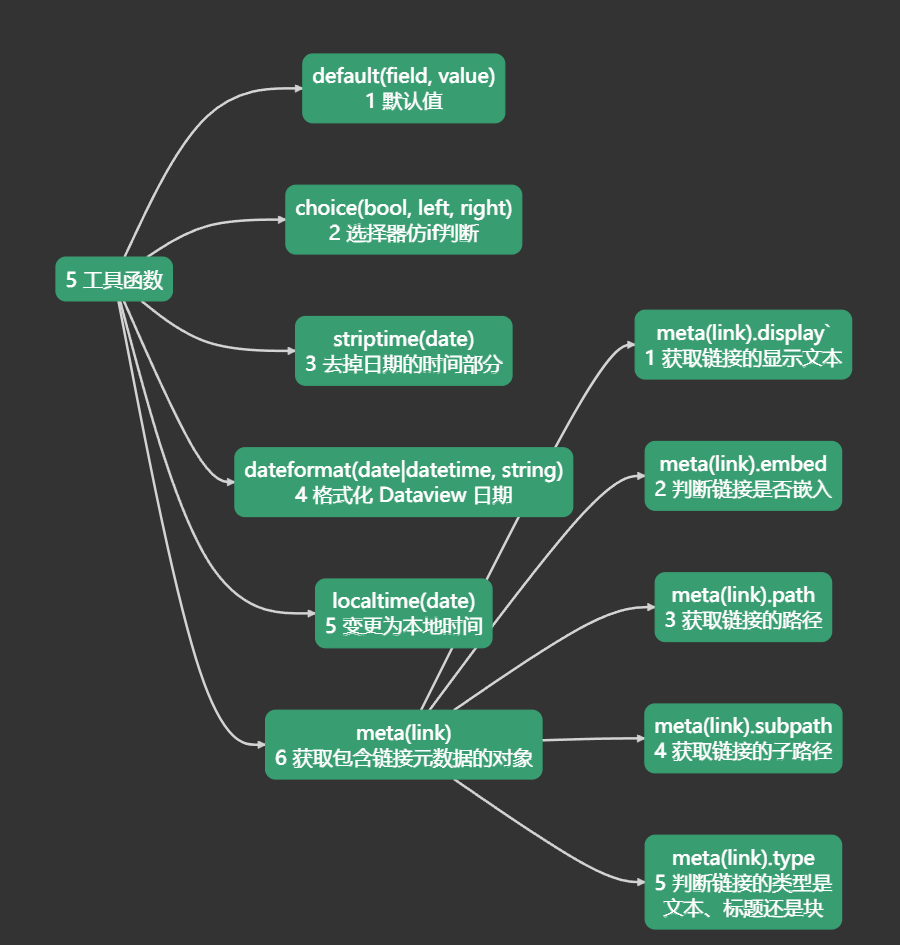 default(field, value)
1 默认值
choice(bool, left, right)
2 选择器仿if判断
5 工具函数
striptime(date)
3 去掉日期的时间部分
dateformat(date|datetime, string)
4 格式化 Dataview 日期
localtime(date)
5 变更为本地时间
meta(link)
6 获取包含链接元数据的对象
meta(link).display`
1 获取链接的显示文本
meta(link).embed
2 判断链接是否嵌入
meta(link).path
3 获取链接的路径
meta(link).subpath
4 获取链接的子路径
meta(link).type
5 判断链接的类型是
文本、标题还是块